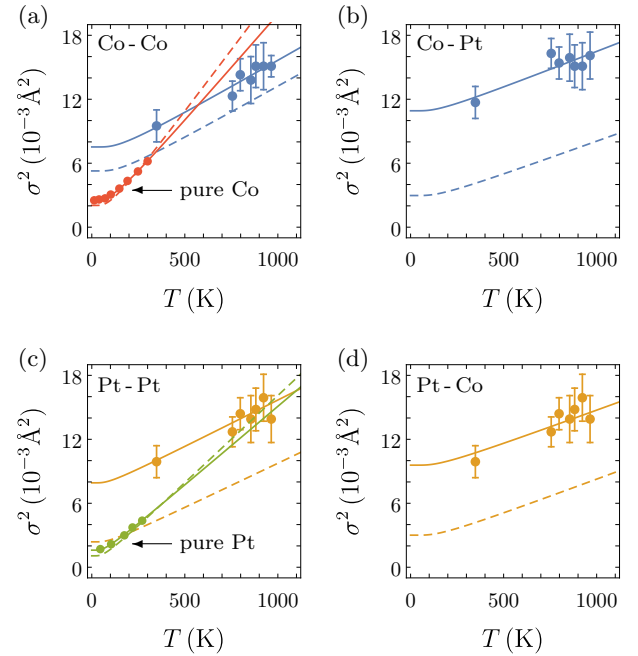 (a)
Co - Co
18
12
6
0
σ² (10⁻³ Å²)
pure Co
0
500
1000
T (K)
(b)
Co - Pt
18
12
6
0
σ² (10⁻³ Å²)
0
500
1000
T (K)
(c)
Pt - Pt
18
12
6
0
σ² (10⁻³ Å²)
pure Pt
0
500
1000
T (K)
(d)
Pt - Co
18
12
6
0
σ² (10⁻³ Å²)
0
500
1000
T (K)